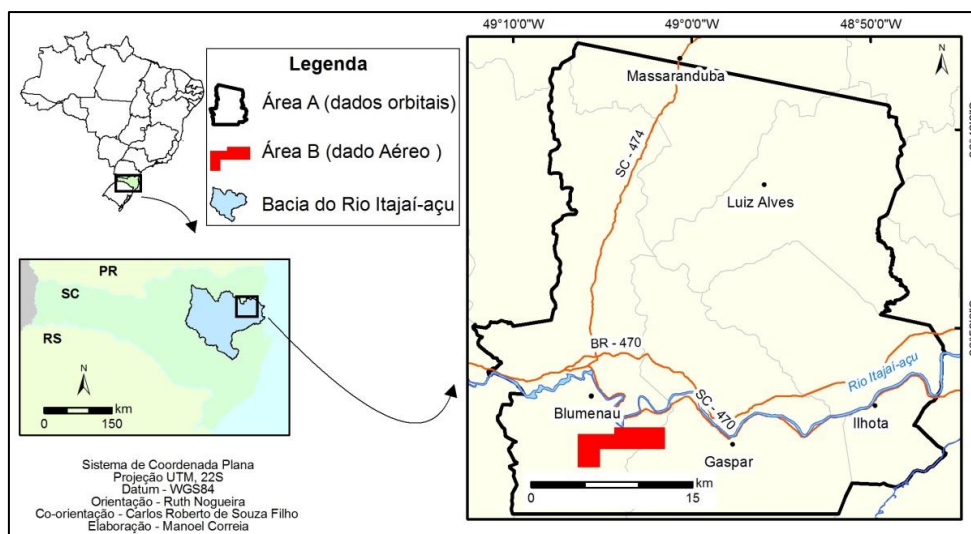 Legenda
Área A (dados orbitais)
Área B (dado Aéreo )
Bacia do Rio Itajaí-açu
PR
SC
RS
N
km
0 150
Sistema de Coordenada Plana
Projeção UTM, 22S
Datum - WGS84
Orientação - Ruth Nogueira
Co-orientação - Carlos Roberto de Souza Filho
Elaboração - Manoel Correia
49°10'0"W 49°0'0"W 48°50'0"W
N
Massaranduba
SC - 474
Luiz Alves
BR - 470
Rio Itajaí-açu
SC - 470
Blumenau
Ilhota
Gaspar
km
0 5 15